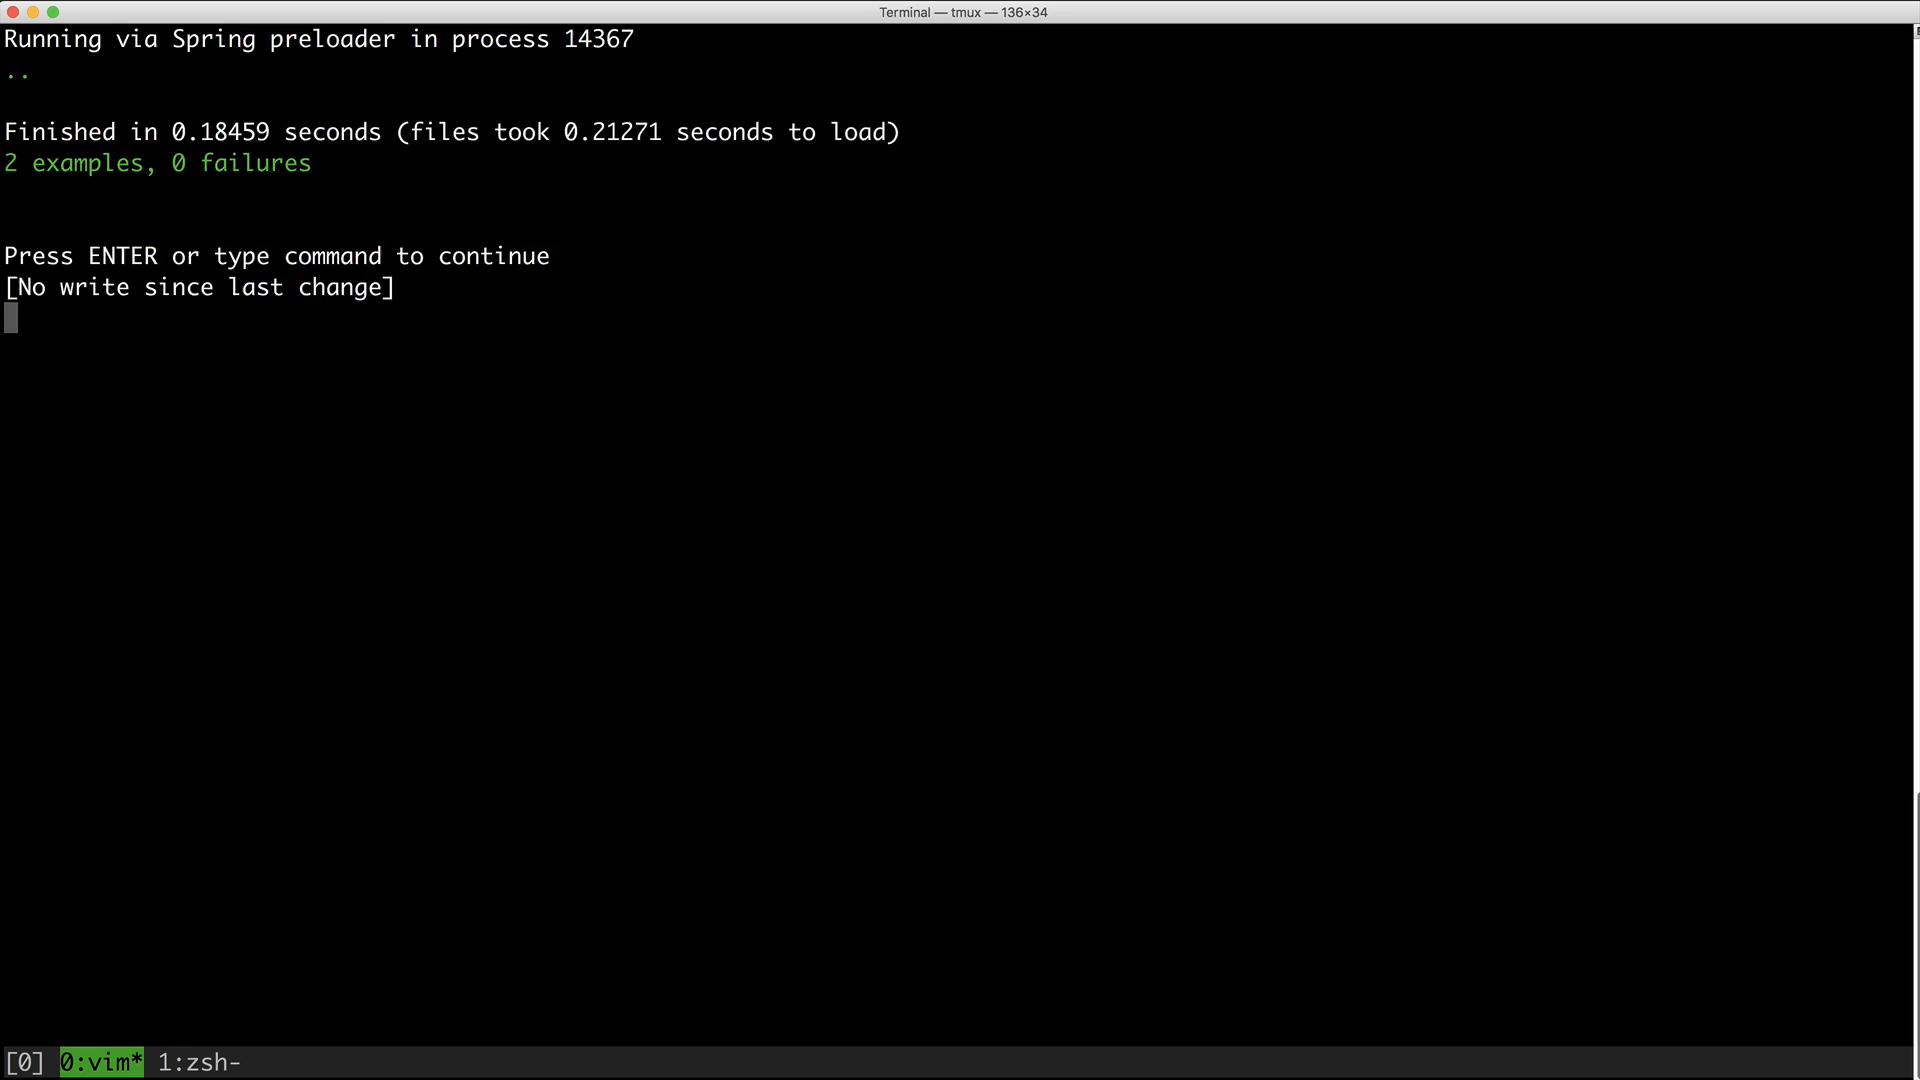 Terminal — tmux — 136×34
Running via Spring preloader in process 14367
..
Finished in 0.18459 seconds (files took 0.21271 seconds to load)
2 examples, 0 failures
Press ENTER or type command to continue
[No write since last change]
[0] 0:vim* 1:zsh-